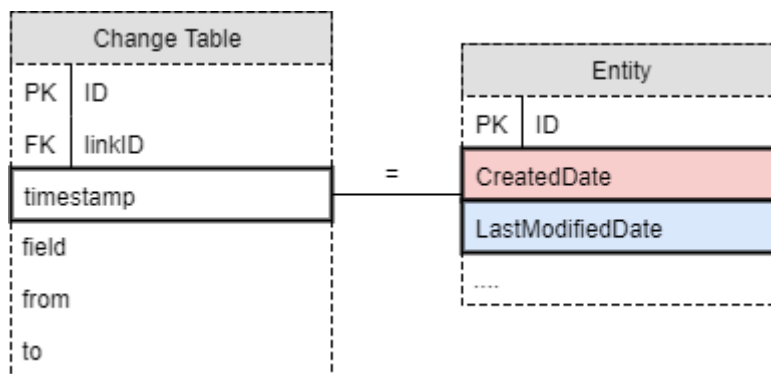 Change Table
PK ID
FK linkID
timestamp
field
from
to
=
Entity
PK ID
CreatedDate
LastModifiedDate
....